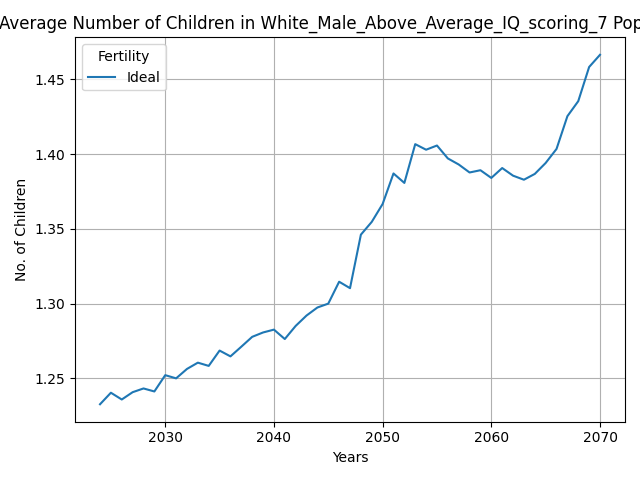 Average Number of Children in White_Male_Above_Average_IQ_scoring_7 Pop
Fertility
Ideal
No. of Children
1.45
1.40
1.35
1.30
1.25
2030 2040 2050 2060 2070
Years